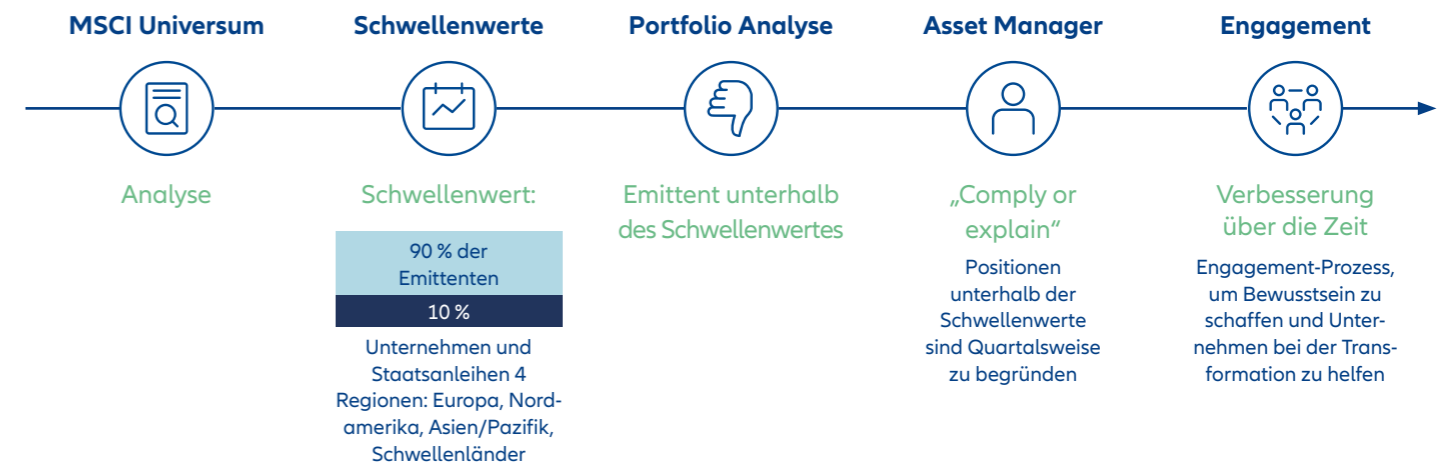 MSCI Universum
Schwellenwerte
Portfolio Analyse
Asset Manager
Engagement
Analyse
Schwellenwert:
90 % der
Emittenten
10 %
Unternehmen und
Staatsanleihen 4
Regionen: Europa, Nord-
amerika, Asien/Pazifik,
Schwellenländer
Emittent unterhalb
des Schwellenwertes
„Comply or
explain“
Positionen
unterhalb der
Schwellenwerte
sind Quartalsweise
zu begründen
Verbesserung
über die Zeit
Engagement-Prozess,
um Bewusstsein zu
schaffen und Unter-
nehmen bei der Trans-
formation zu helfen